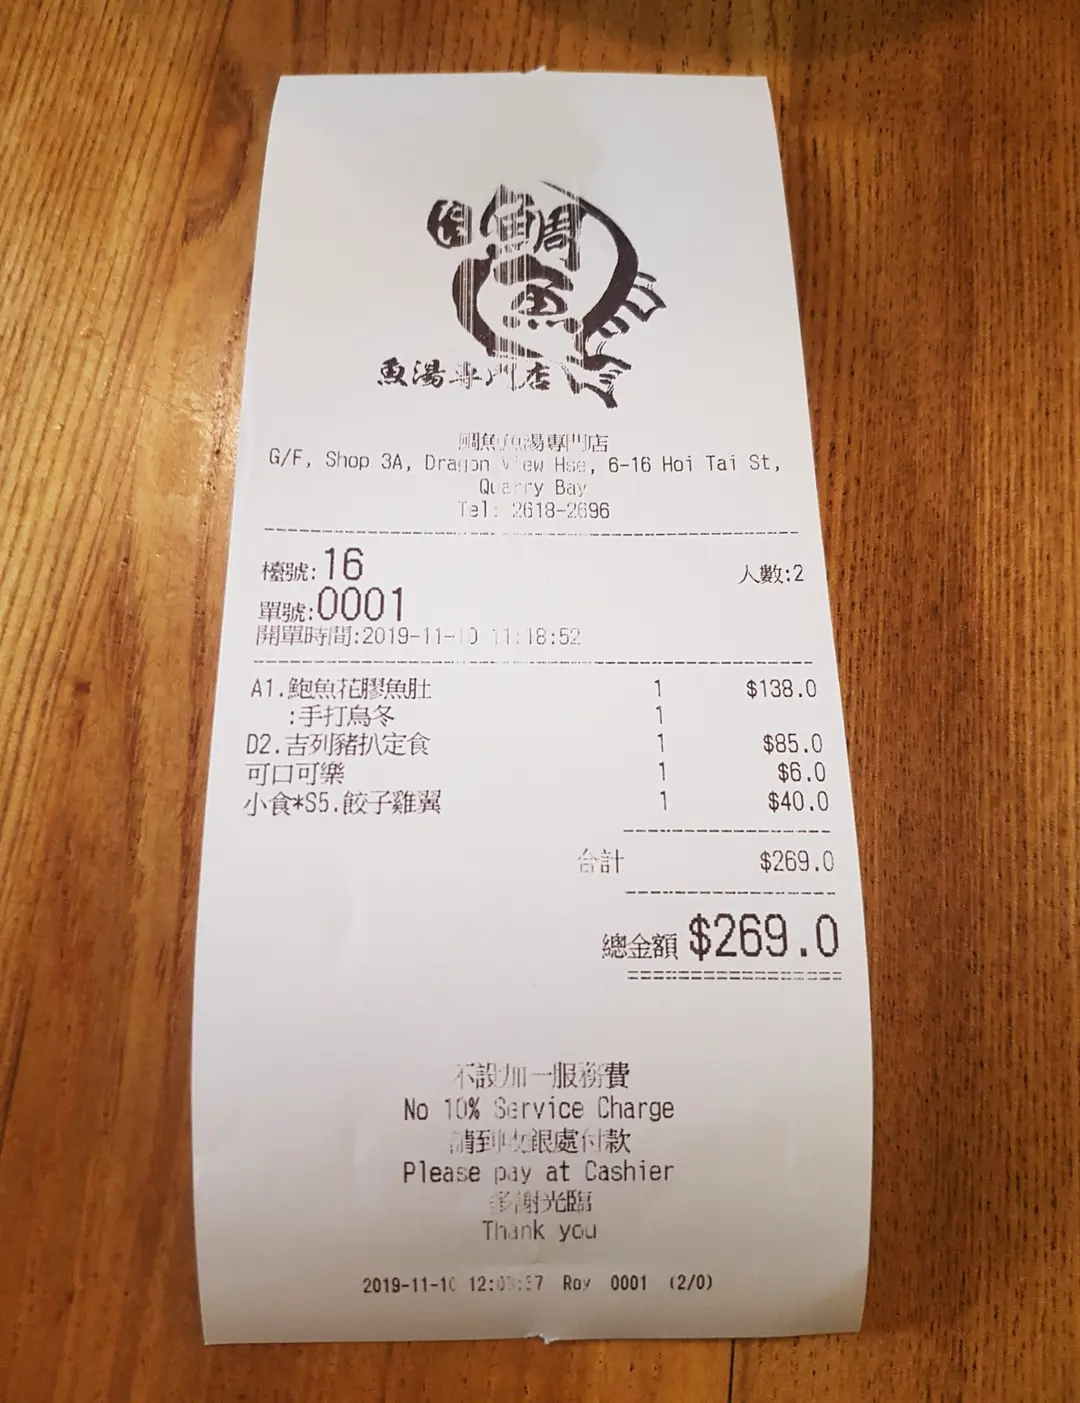 鯛
魚
魚湯專門店
鯛魚魚湯專門店
G/F, Shop 3A, Dragon View Hse, 6-16 Hoi Tai St,
Quarry Bay
Tel: 2618-2696
檯號:16 人數:2
單號:0001
開單時間:2019-11-10 11:18:52
A1.鮑魚花膠魚肚 1 $138.0
:手打烏冬 1
D2.吉列豬扒定食 1 $85.0
可口可樂 1 $6.0
小食*S5.餃子雞翼 1 $40.0
合計 $269.0
總金額 $269.0
不設加一服務費
No 10% Service Charge
請到收銀處付款
Please pay at Cashier
多謝光臨
Thank you
2019-11-10 Roy 0001 (2/0)